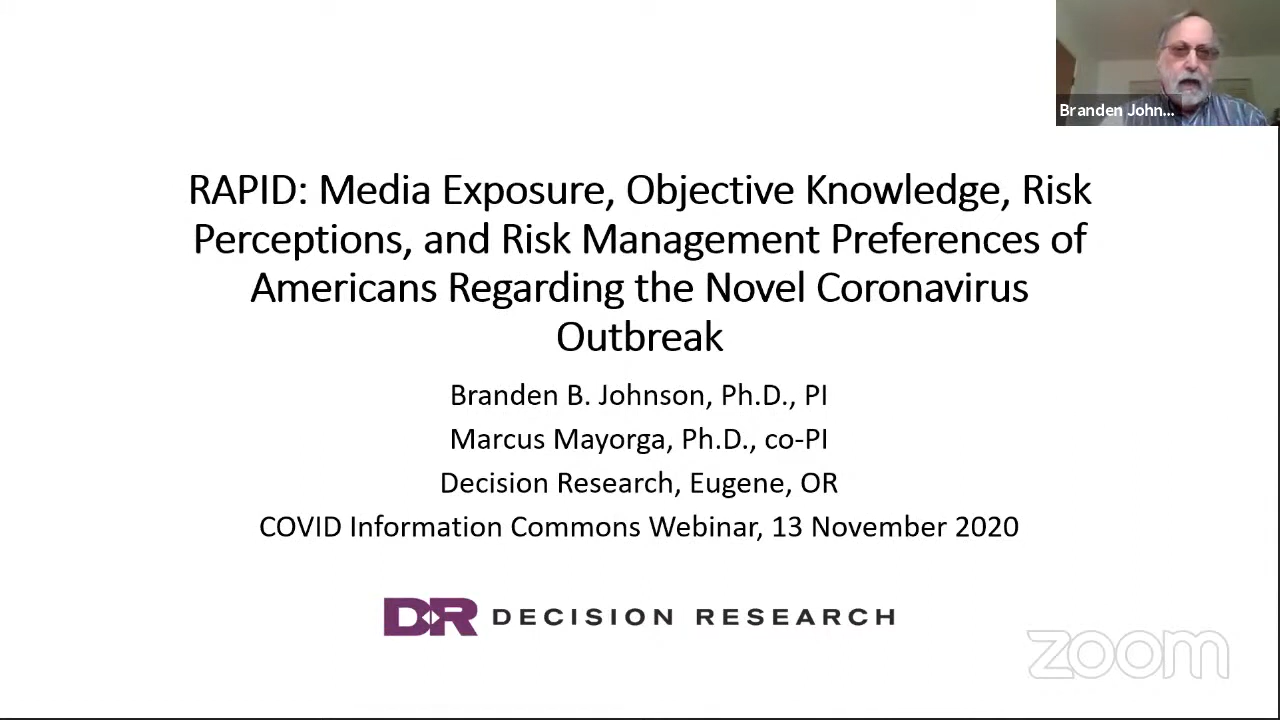 Branden John...
RAPID: Media Exposure, Objective Knowledge, Risk
Perceptions, and Risk Management Preferences of
Americans Regarding the Novel Coronavirus
Outbreak
Branden B. Johnson, Ph.D., PI
Marcus Mayorga, Ph.D., co-PI
Decision Research, Eugene, OR
COVID Information Commons Webinar, 13 November 2020
DR DECISION RESEARCH
zoom